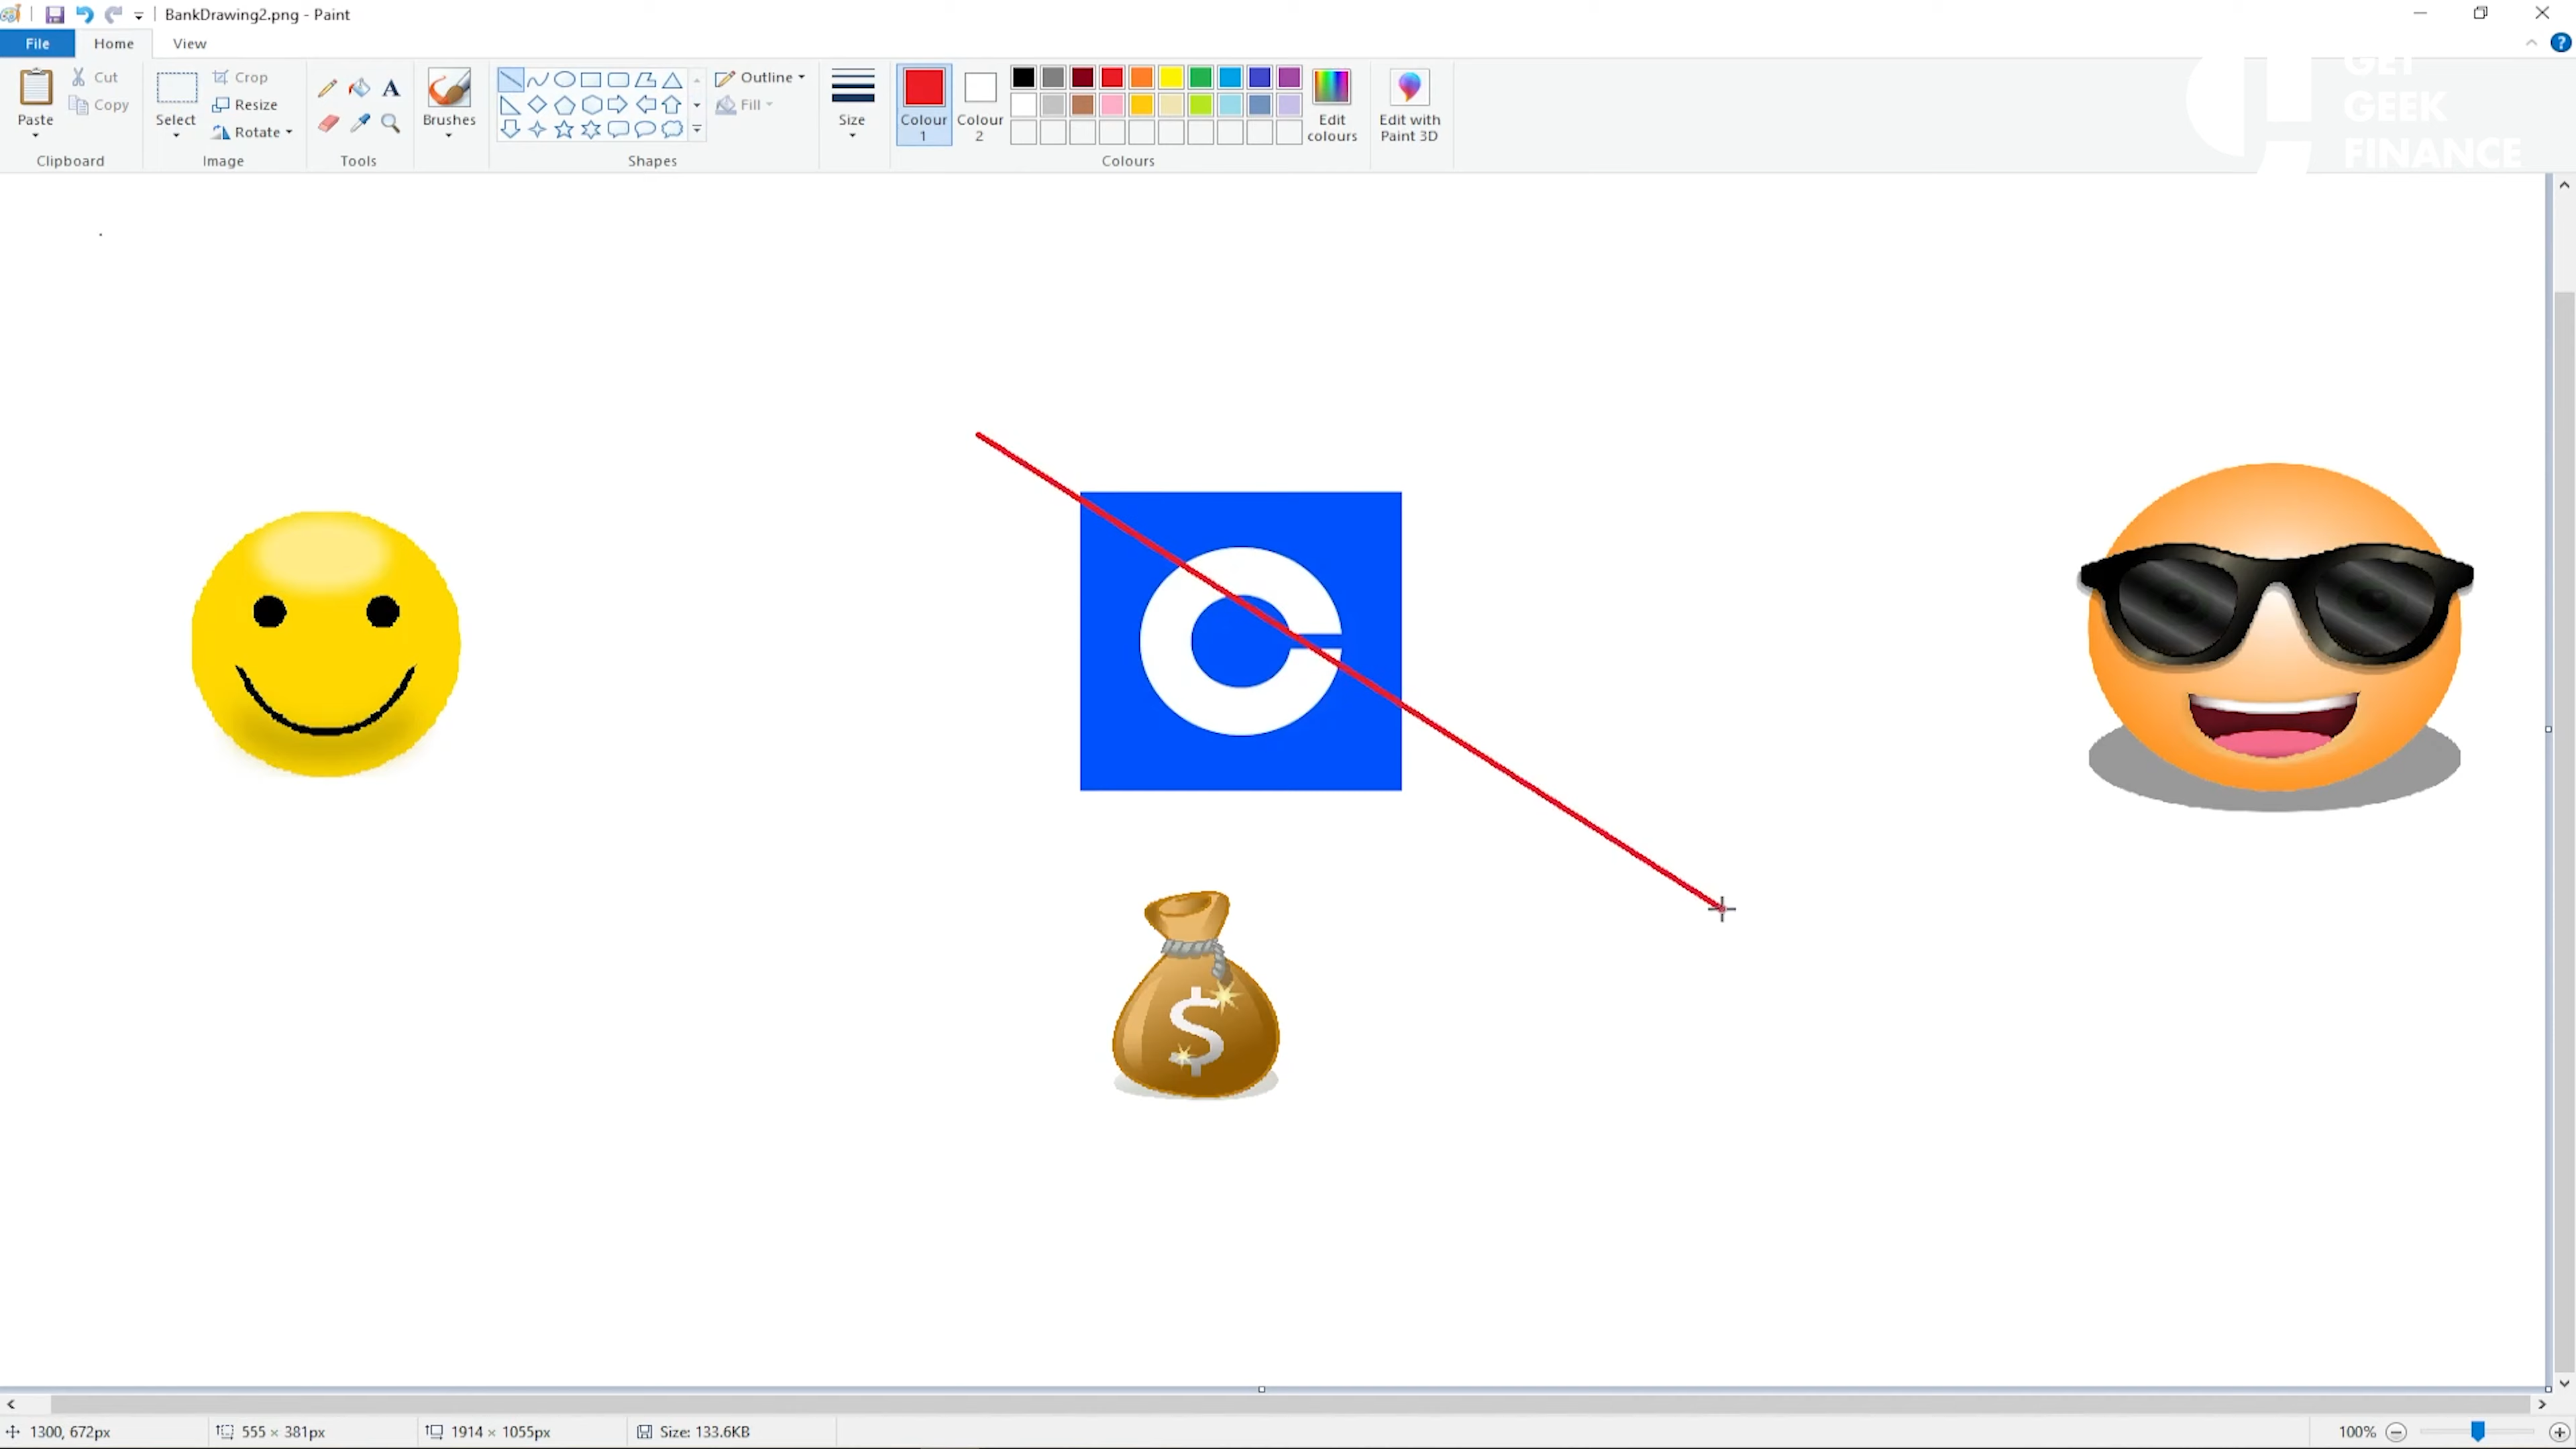 BankDrawing2.png - Paint
File Home View
Paste
Cut
Copy
Clipboard
Select
Crop
Resize
Rotate
Image
A
Tools
Brushes
Outline
Fill
Shapes
Size
Colour 1
Colour 2
Edit colours
Colours
Edit with Paint 3D
GET
GEEK
FINANCE
$
1300, 672px
555 × 381px
1914 × 1055px
Size: 133.6KB
100%